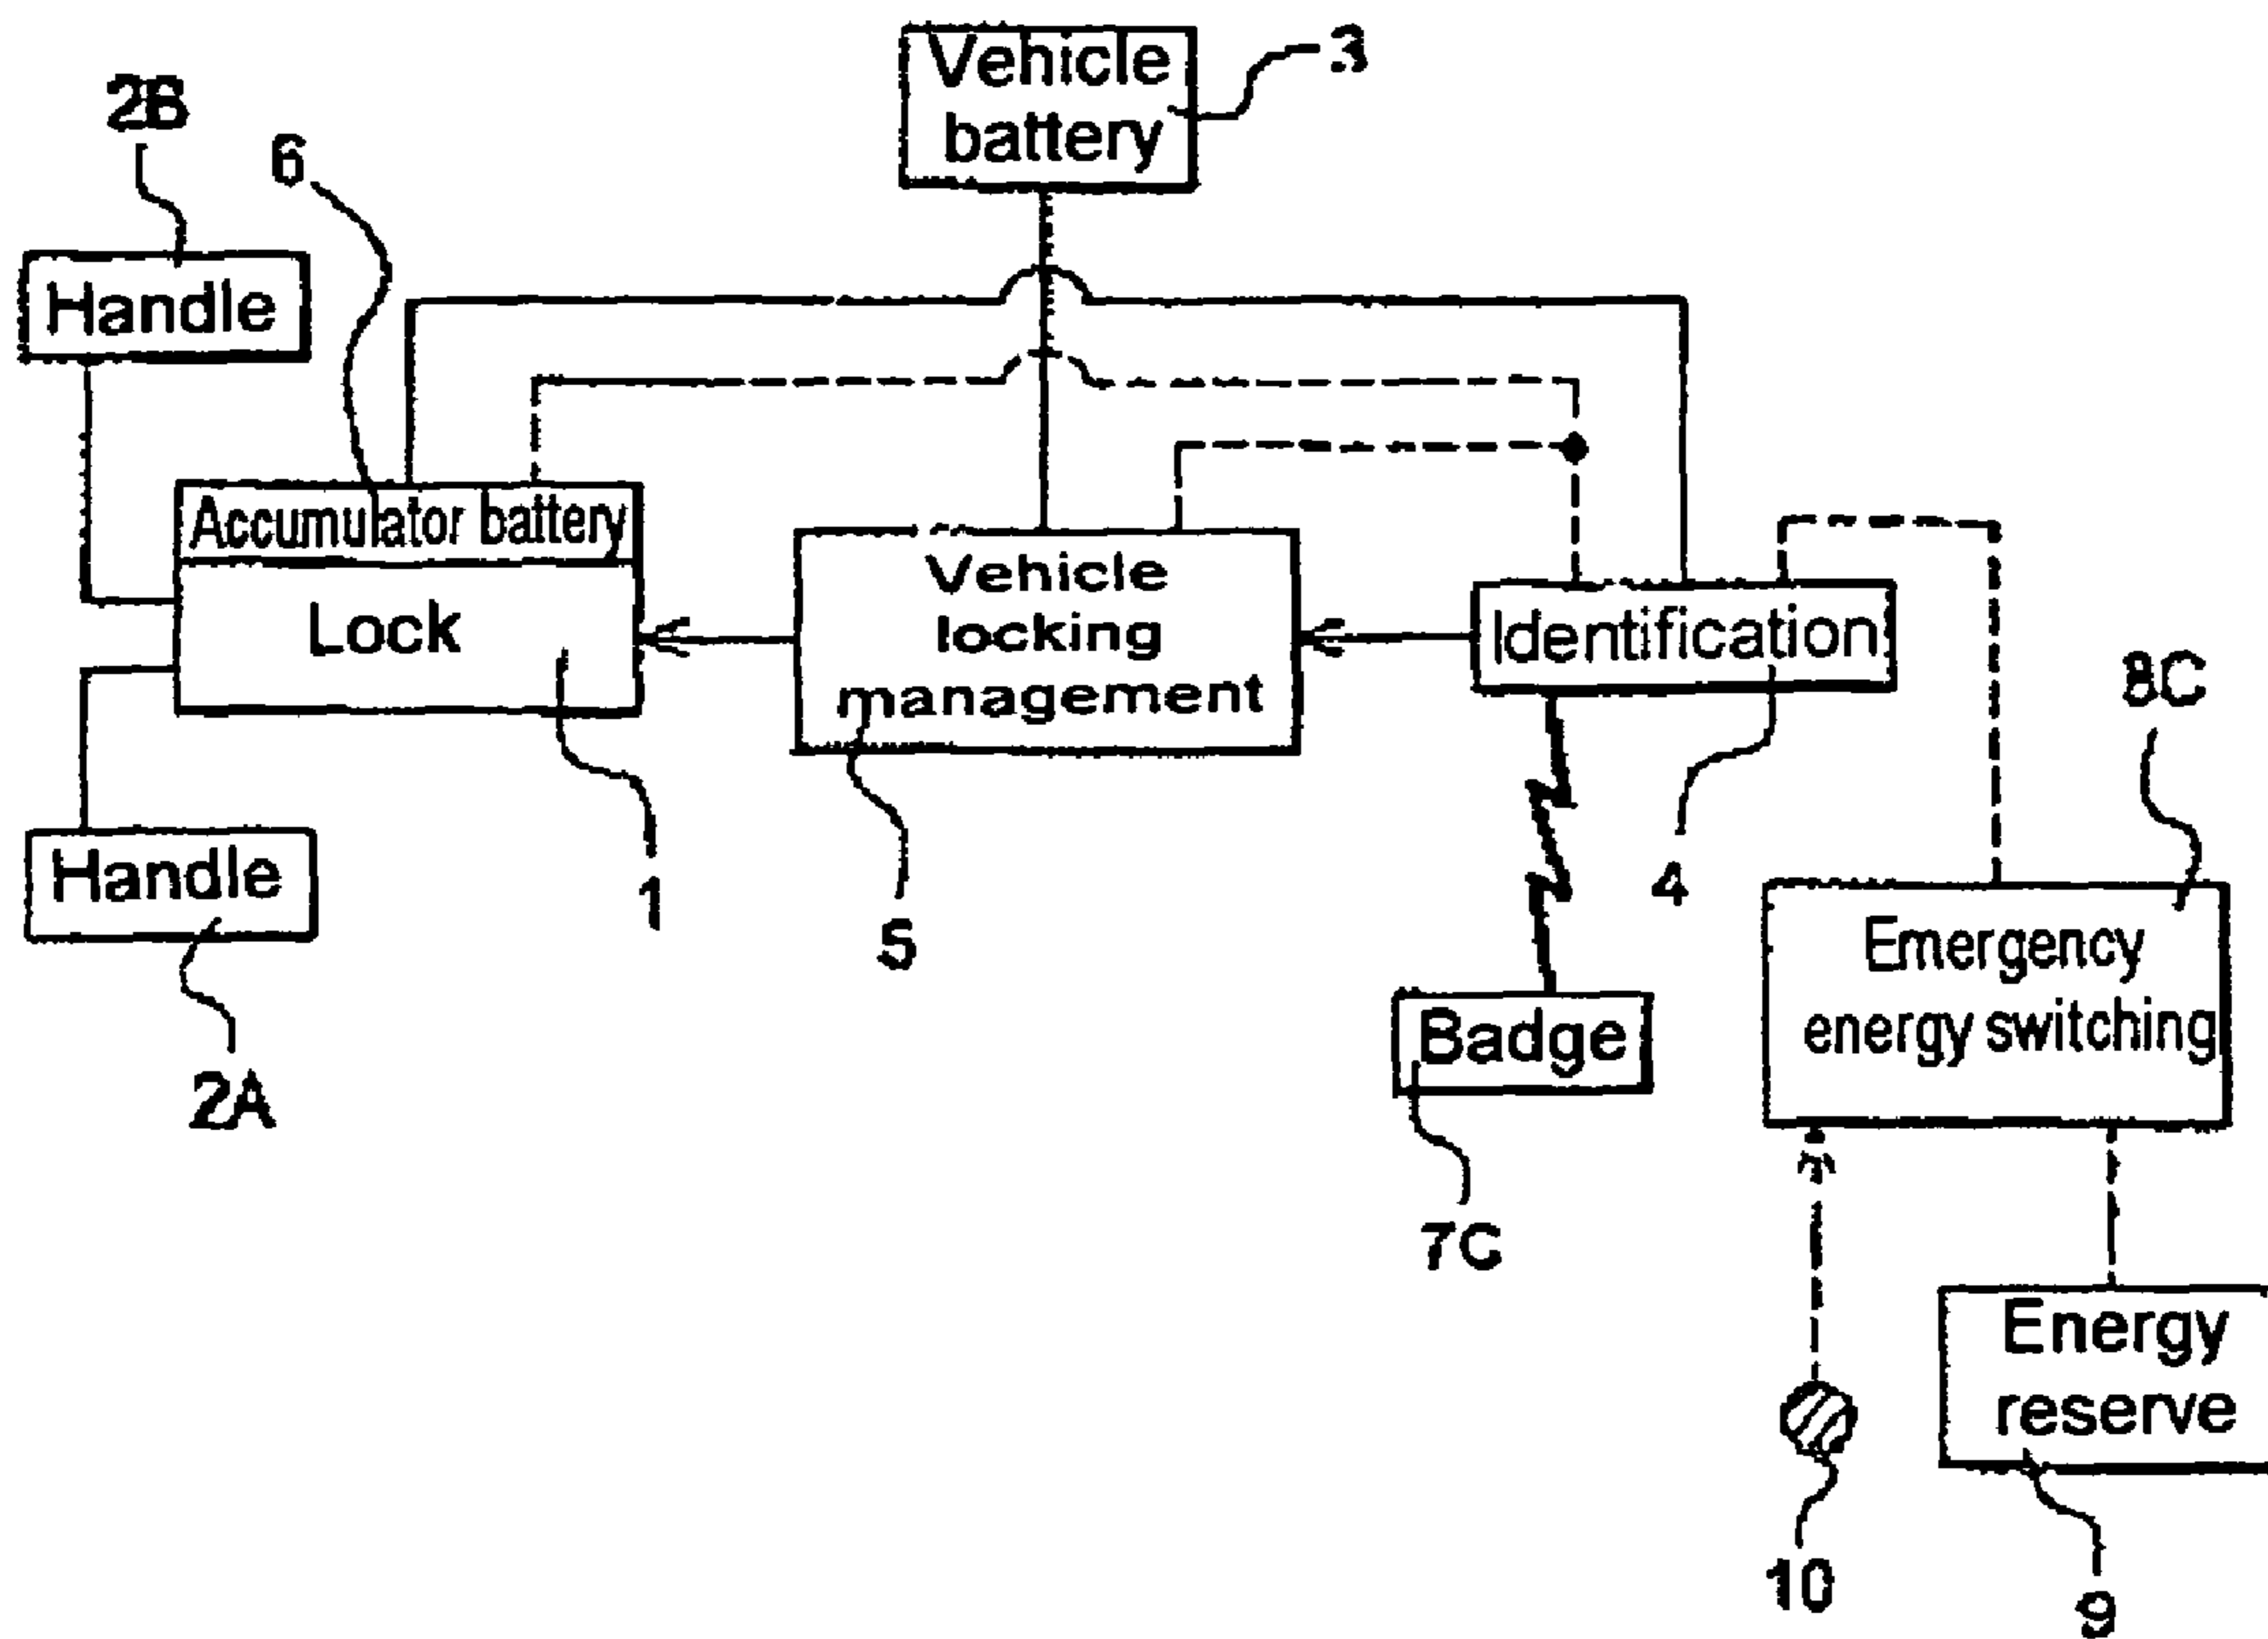 Vehicle
battery
3
2B
6
Handle
Accumulator battery
Lock
Vehicle
locking
management
Identification
8C
Handle
1
5
4
Emergency
energy switching
Badge
2A
7C
Energy
reserve
10
9